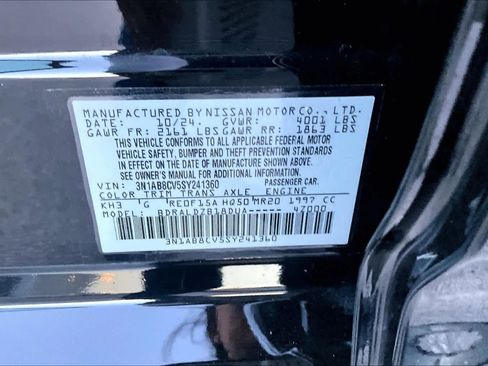 MANUFACTURED BY NISSAN MOTOR CO., LTD.
DATE: 10/24 GVWR: 4001 LBS
GAWR FR: 2161 LBS GAWR RR: 1863 LBS
THIS VEHICLE CONFORMS TO ALL APPLICABLE FEDERAL MOTOR
VEHICLE SAFETY, BUMPER AND THEFT PREVENTION
STANDARDS IN EFFECT ON
THE DATE OF MANUFACTURE SHOWN ABOVE.
SEE OWNER'S MANUAL FOR ADDITIONAL INFORMATION.
PASSENGER CAR
VIN: 3N1AB8CV5SY241360
COLOR TRIM TRANS AXLE ENGINE
KH3 G RE0F15A HQ50 MR20 1997 CC
MODEL: BDRALDZB18DUA----- 47000
3N1AB8CV5SY241360